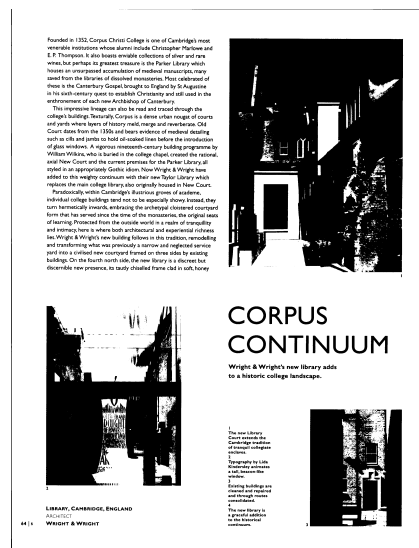 Founded in 1352, Corpus Christi College is one of Cambridge's most
venerable institutions whose alumni include Christopher Marlowe and
E. P. Thompson. It also boasts enviable collections of silver and rare
wines, but perhaps its greatest treasure is the Parker Library which
houses an unsurpassed accumulation of medieval manuscripts, many
saved from the libraries of dissolved monasteries. Most celebrated of
these is the Canterbury Gospel, brought to England by St Augustine
in his sixth-century quest to establish Christianity and still used in the
enthronement of each new Archbishop of Canterbury.
This impressive lineage can also be read and traced through the
college's buildings. Texturally, Corpus is a dense urban nougat of courts
and yards where layers of history meld, merge and reverberate. Old
Court dates from the 1350s and bears evidence of medieval detailing
such as cills and jambs to hold oil-soaked linen before the introduction
of glass windows. A vigorous nineteenth-century building programme by
William Wilkins, who is buried in the college chapel, created the rational,
axial New Court and the current premises for the Parker Library, all
styled in an appropriately Gothic idiom. Now Wright & Wright have
added to this weighty continuum with their new Taylor Library which
replaces the main college library, also originally housed in New Court.
Paradoxically, within Cambridge's illustrious groves of academe,
individual college buildings tend not to be especially showy. Instead, they
turn hermetically inwards, embracing the archetypal cloistered courtyard
form that has served since the time of the monasteries, the original seats
of learning. Protected from the outside world in a realm of tranquility
and intimacy, here is where both architectural and experiential richness
lies. Wright & Wright's new building follows in this tradition, remodelling
and transforming what was previously a narrow and neglected service
yard into a civilised new courtyard framed on three sides by existing
buildings. On the fourth north side, the new library is a discreet but
discernible new presence, its tautly chiselled frame clad in soft, honey
1
CORPUS
CONTINUUM
Wright & Wright's new library adds
to a historic college landscape.
2
1
The new Library
Court extends the
Cambridge tradition
of tranquil collegiate
enclaves.
2
Typography by Lida
Kindersley animates
a tall, beacon-like
window.
3
Existing buildings are
cleaned and repaired
and through routes
consolidated.
4
The new library is
a graceful addition
to the historical
continuum.
3
LIBRARY, CAMBRIDGE, ENGLAND
ARCHITECT
WRIGHT & WRIGHT
64 |